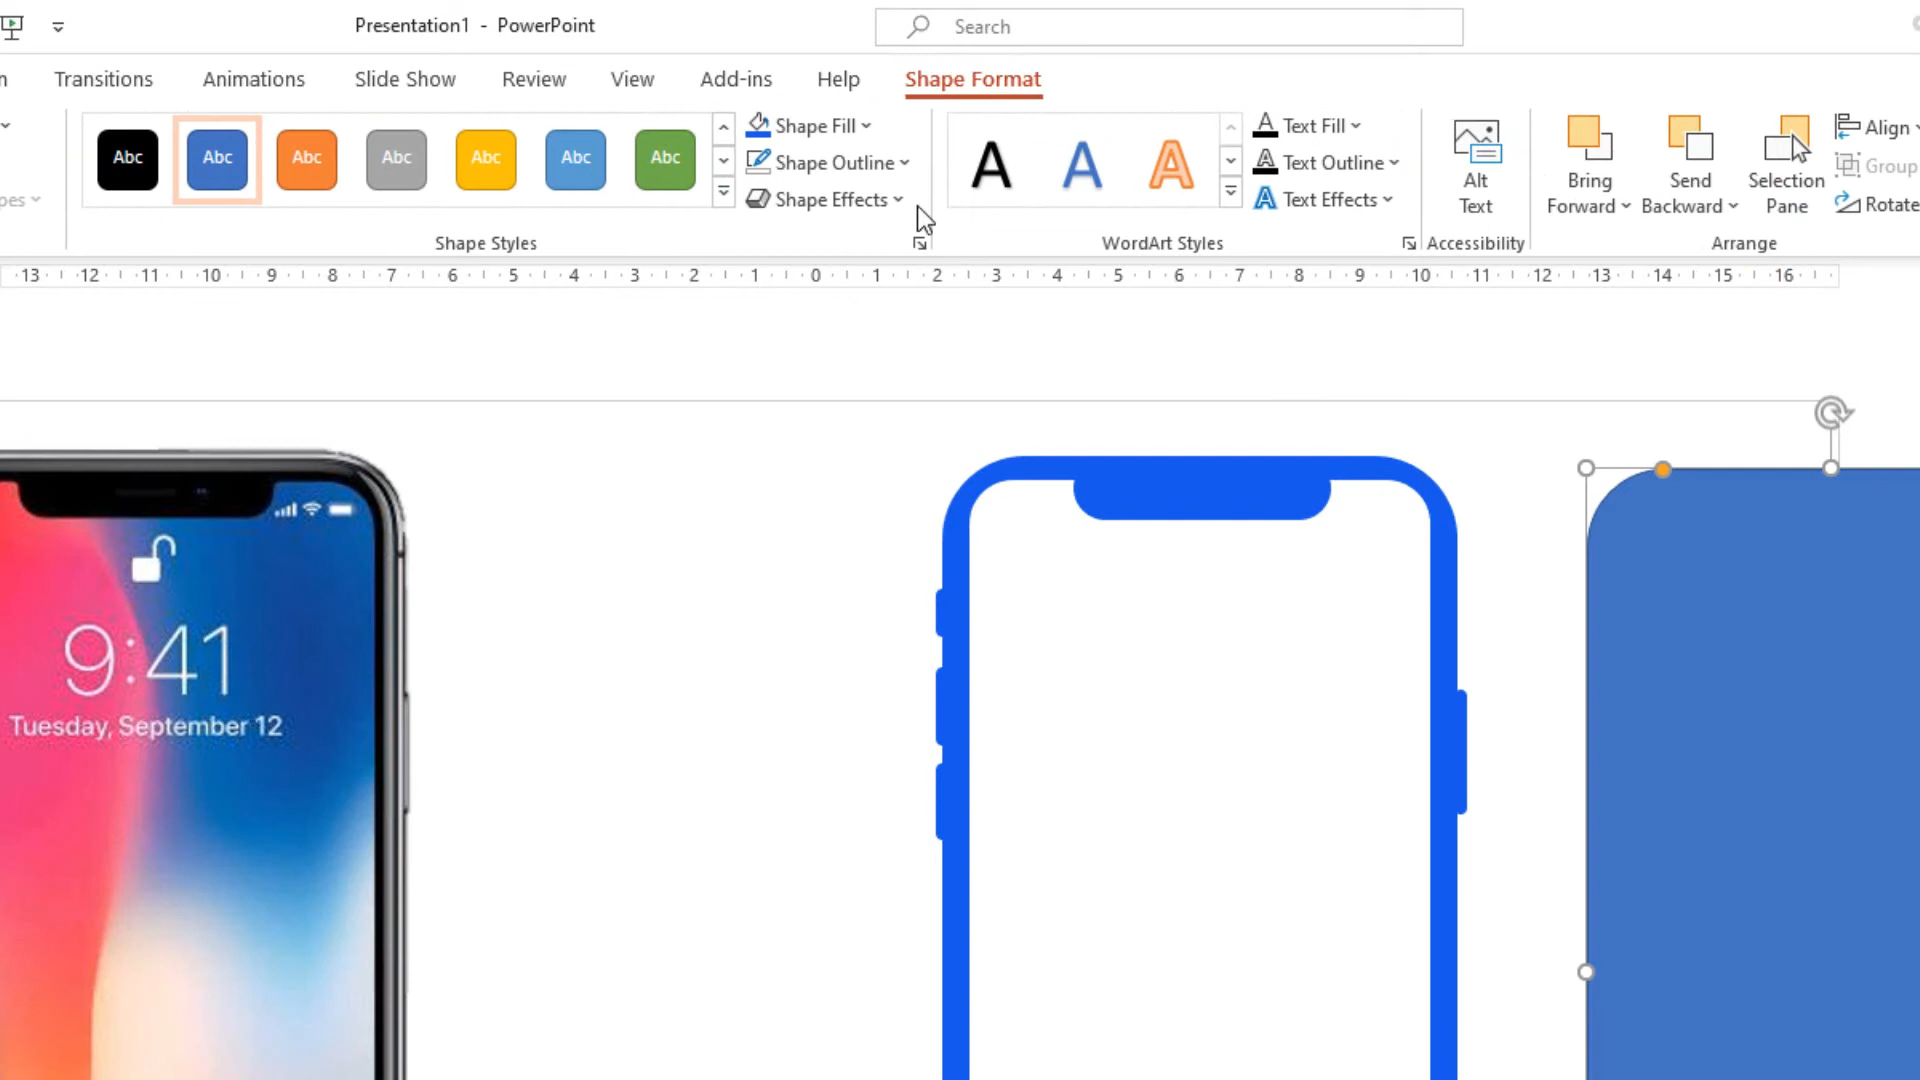 Presentation1 - PowerPoint
Search
n Transitions Animations Slide Show Review View Add-ins Help Shape Format
pes
Abc Abc Abc Abc Abc Abc Abc
Shape Fill
Shape Outline
Shape Effects
Shape Styles
A A A
Text Fill
Text Outline
Text Effects
WordArt Styles
Alt
Text
Accessibility
Bring
Forward
Send
Backward
Selection
Pane
Align
Group
Rotate
Arrange
13 12 11 10 9 8 7 6 5 4 3 2 1 0 1 2 3 4 5 6 7 8 9 10 11 12 13 14 15 16
9:41
Tuesday, September 12